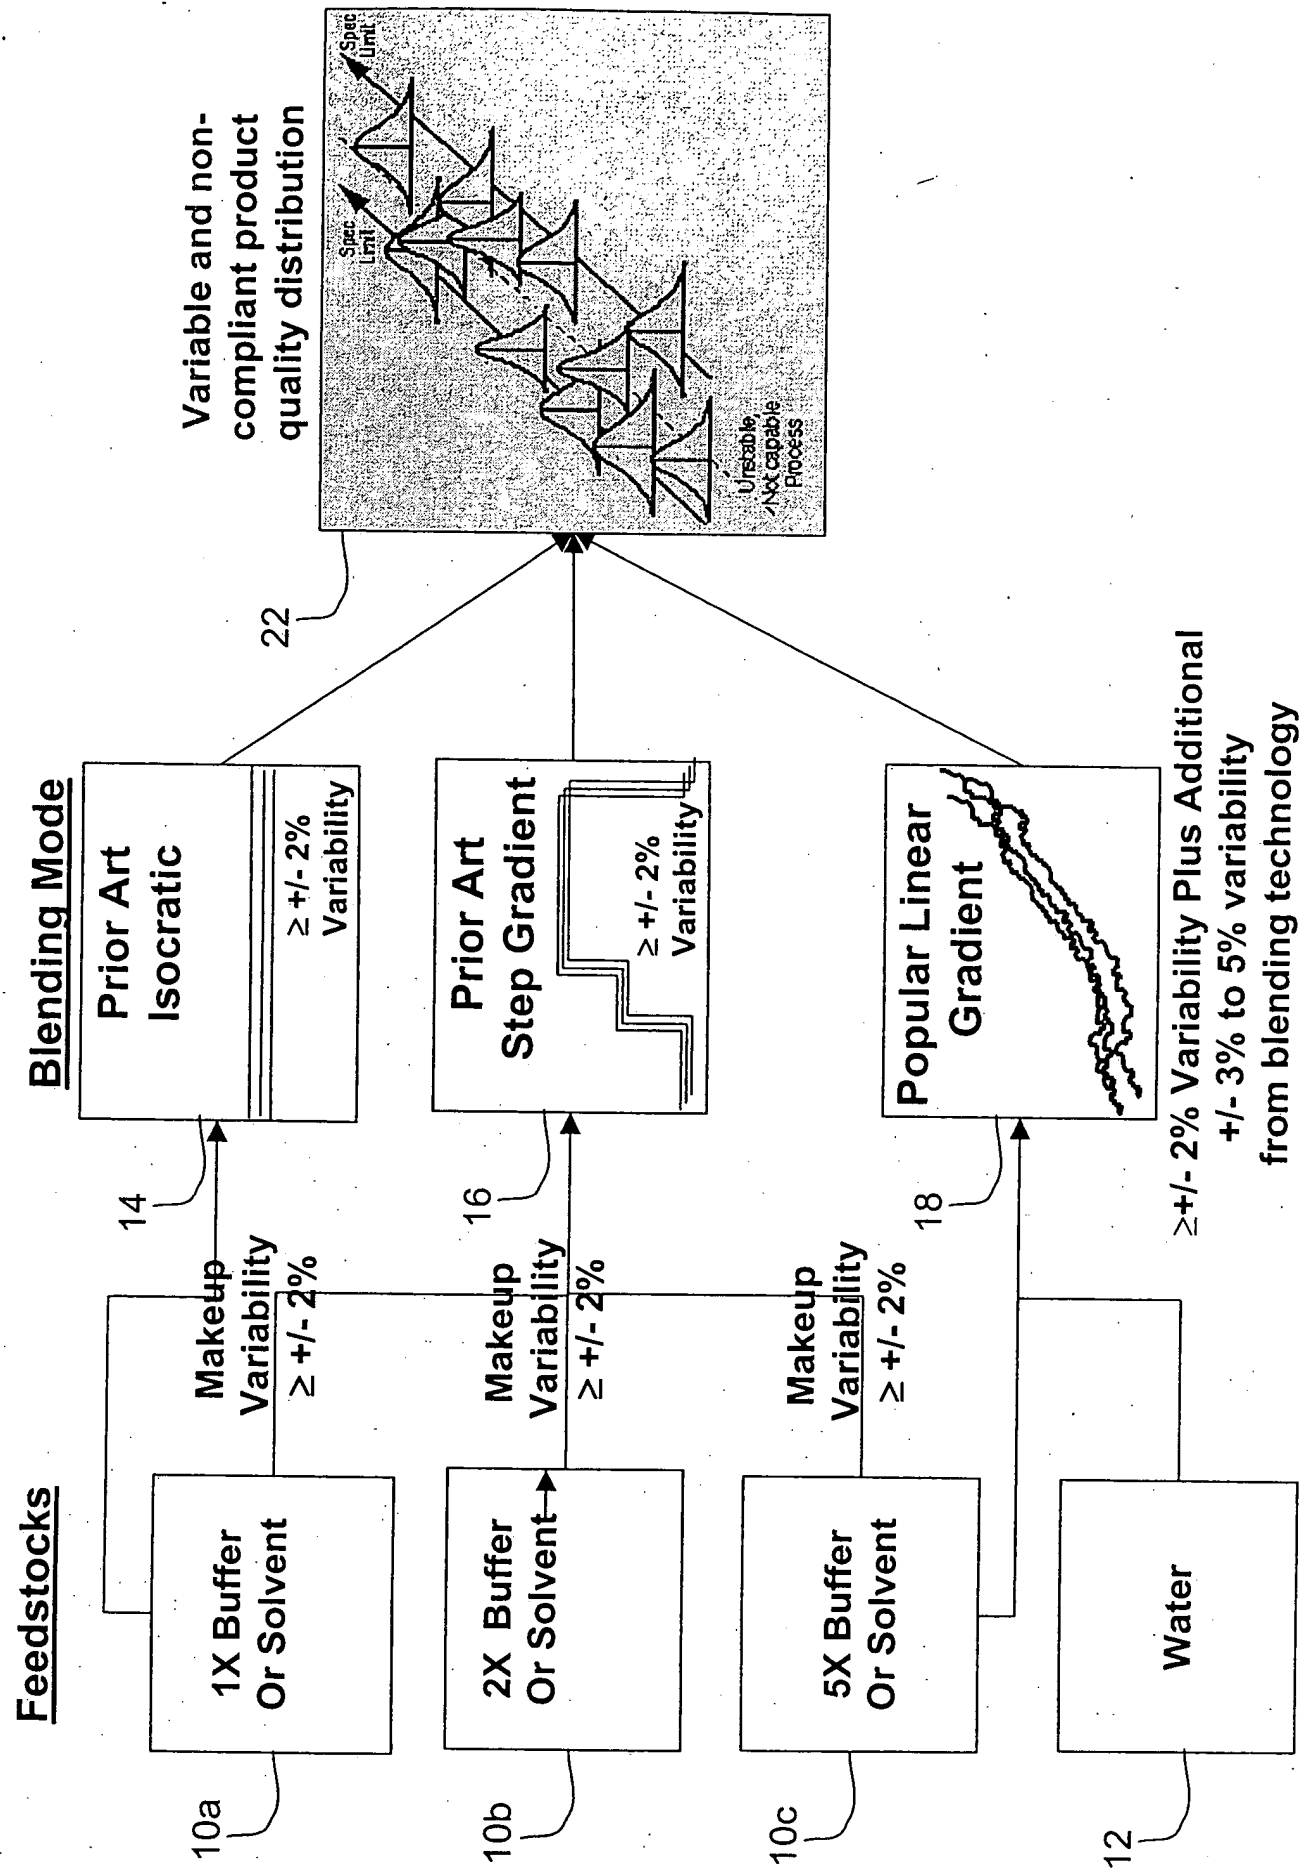 Feedstocks
10a
1X Buffer
Or Solvent
10b
2X Buffer
Or Solvent
10c
5X Buffer
Or Solvent
12
Water
Makeup
Variability
≥ +/- 2%
Makeup
Variability
≥ +/- 2%
Makeup
Variability
≥ +/- 2%
Blending Mode
14
Prior Art
Isocratic
≥ +/- 2%
Variability
16
Prior Art
Step Gradient
≥ +/- 2%
Variability
18
Popular Linear
Gradient
≥+/- 2% Variability Plus Additional
+/- 3% to 5% variability
from blending technology
22
Variable and non-
compliant product
quality distribution
Spec
Limit
Spec
Limit
Unstable,
Not capable
Process